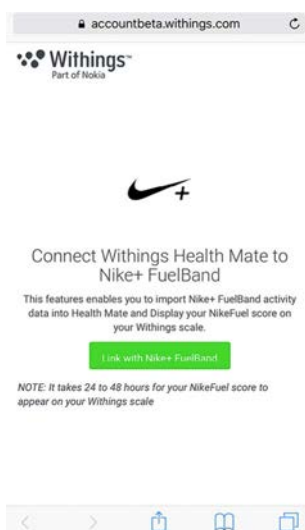 accountbeta.withings.com
Withings™
Part of Nokia
Connect Withings Health Mate to
Nike+ FuelBand
This features enables you to import Nike+ FuelBand activity
data into Health Mate and Display your NikeFuel score on
your Withings scale.
Link with Nike+ FuelBand
NOTE: It takes 24 to 48 hours for your NikeFuel score to
appear on your Withings scale